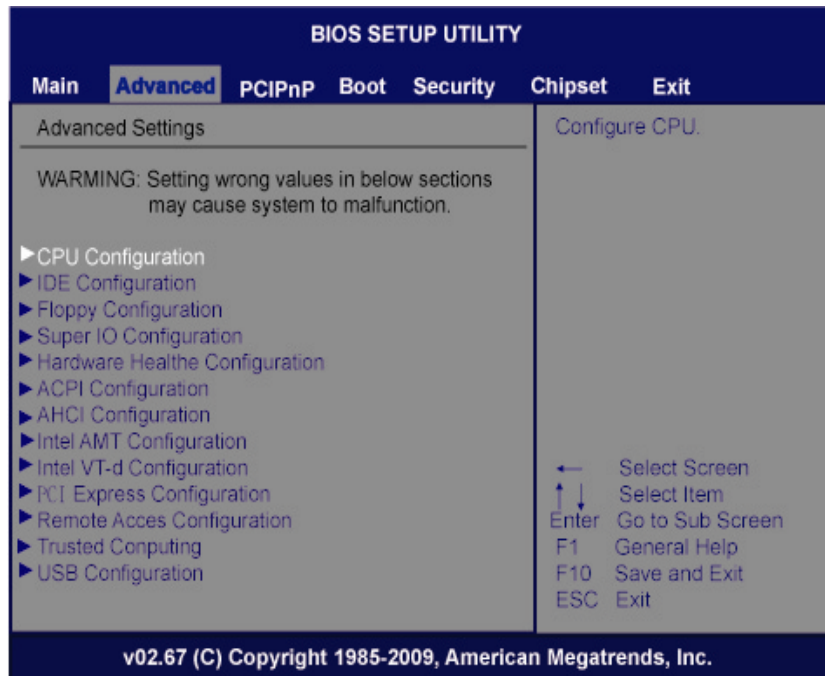 BIOS SETUP UTILITY
Main Advanced PCIPnP Boot Security Chipset Exit
Advanced Settings
WARMING: Setting wrong values in below sections
may cause system to malfunction.
►CPU Configuration
►IDE Configuration
►Floppy Configuration
►Super IO Configuration
►Hardware Healthe Configuration
►ACPI Configuration
►AHCI Configuration
►Intel AMT Configuration
►Intel VT-d Configuration
►PCI Express Configuration
►Remote Acces Configuration
►Trusted Conputing
►USB Configuration
Configure CPU.
← Select Screen
↑↓ Select Item
Enter Go to Sub Screen
F1 General Help
F10 Save and Exit
ESC Exit
v02.67 (C) Copyright 1985-2009, American Megatrends, Inc.